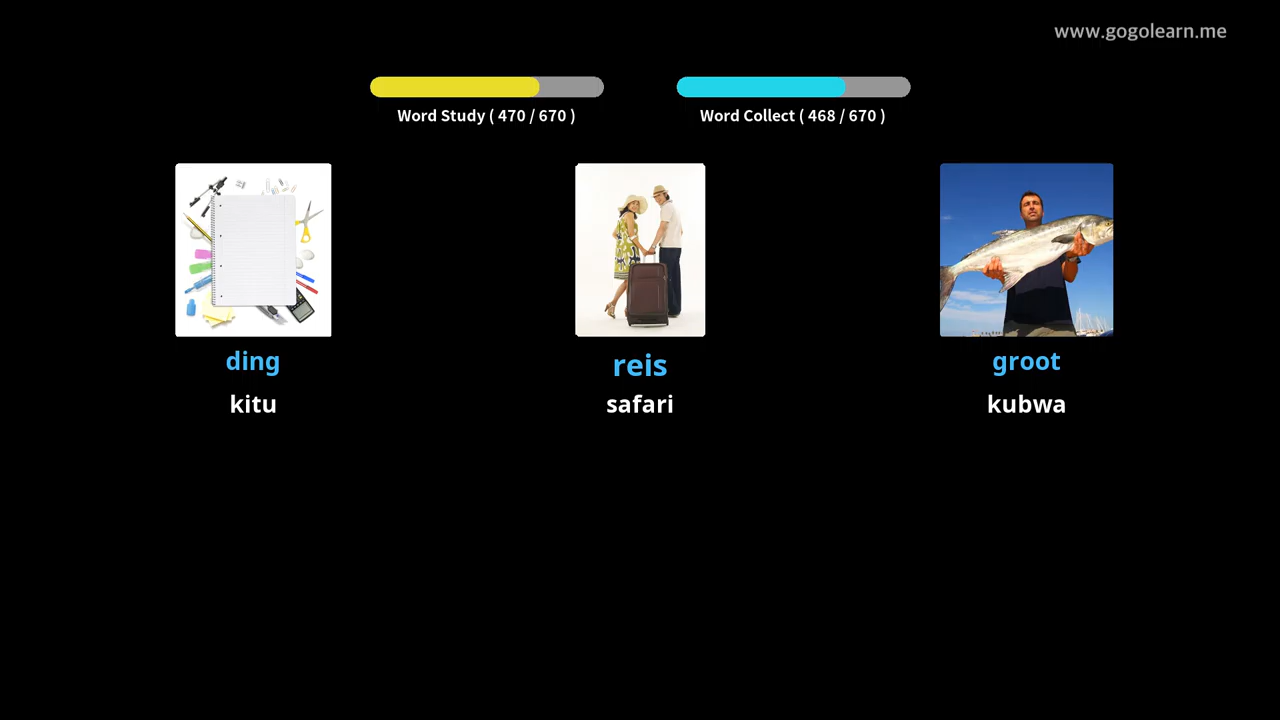 www.gogolearn.me
Word Study ( 470 / 670 )
Word Collect ( 468 / 670 )
ding
reis
groot
kitu
safari
kubwa